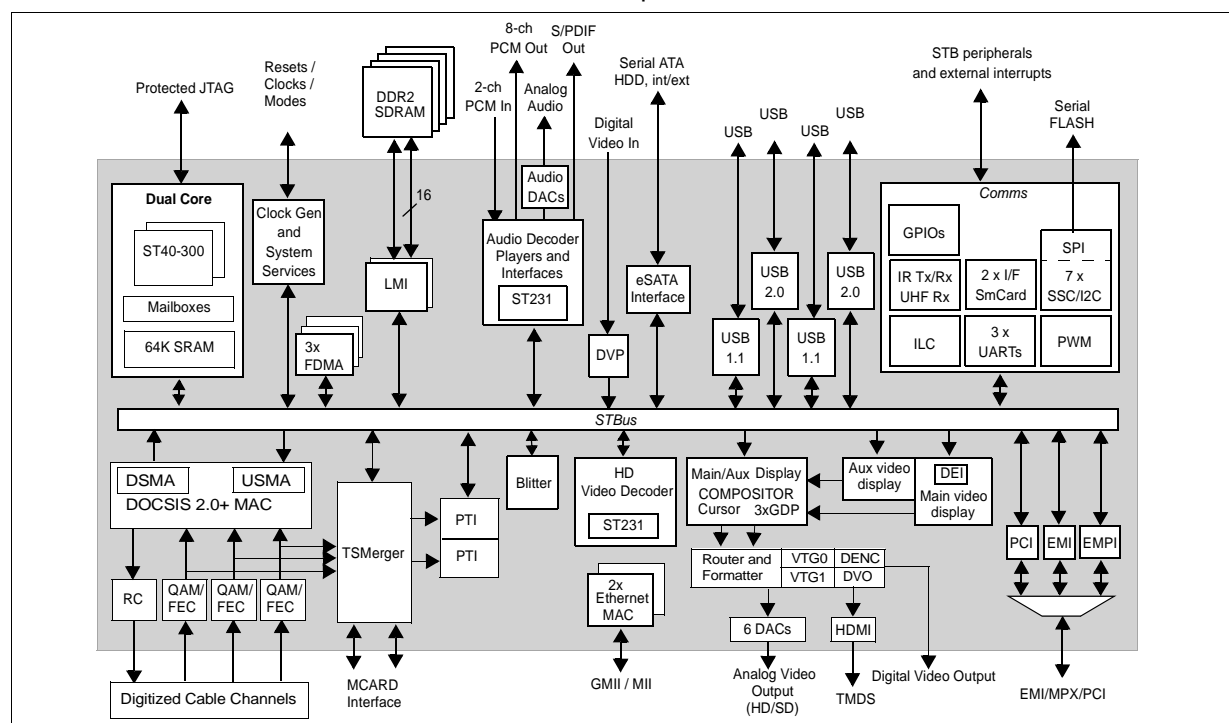 8-ch
PCM Out
S/PDIF
Out
Protected JTAG
Resets /
Clocks /
Modes
DDR2
SDRAM
2-ch
PCM In
Analog
Audio
Digital
Video In
Serial ATA
HDD, int/ext
USB
USB
USB
USB
STB peripherals
and external interrupts
Serial
FLASH
Dual Core
ST40-300
Mailboxes
64K SRAM
Clock Gen
and
System
Services
16
LMI
3x
FDMA
Audio
DACs
Audio Decoder
Players and
Interfaces
ST231
DVP
eSATA
Interface
USB
1.1
USB
2.0
USB
1.1
USB
2.0
Comms
GPIOs
SPI
IR Tx/Rx
UHF Rx
2 x I/F
SmCard
7 x
SSC/I2C
ILC
3 x
UARTs
PWM
STBus
DSMA
USMA
DOCSIS 2.0+ MAC
RC
QAM/
FEC
QAM/
FEC
QAM/
FEC
TSMerger
PTI
PTI
Blitter
HD
Video Decoder
ST231
2x
Ethernet
MAC
Main/Aux Display
COMPOSITOR
Cursor 3xGDP
Aux video
display
DEI
Main video
display
Router and
Formatter
VTG0
DENC
VTG1
DVO
6 DACs
HDMI
PCI
EMI
EMPI
Digitized Cable Channels
MCARD
Interface
GMII / MII
Analog Video
Output
(HD/SD)
TMDS
Digital Video Output
EMI/MPX/PCI